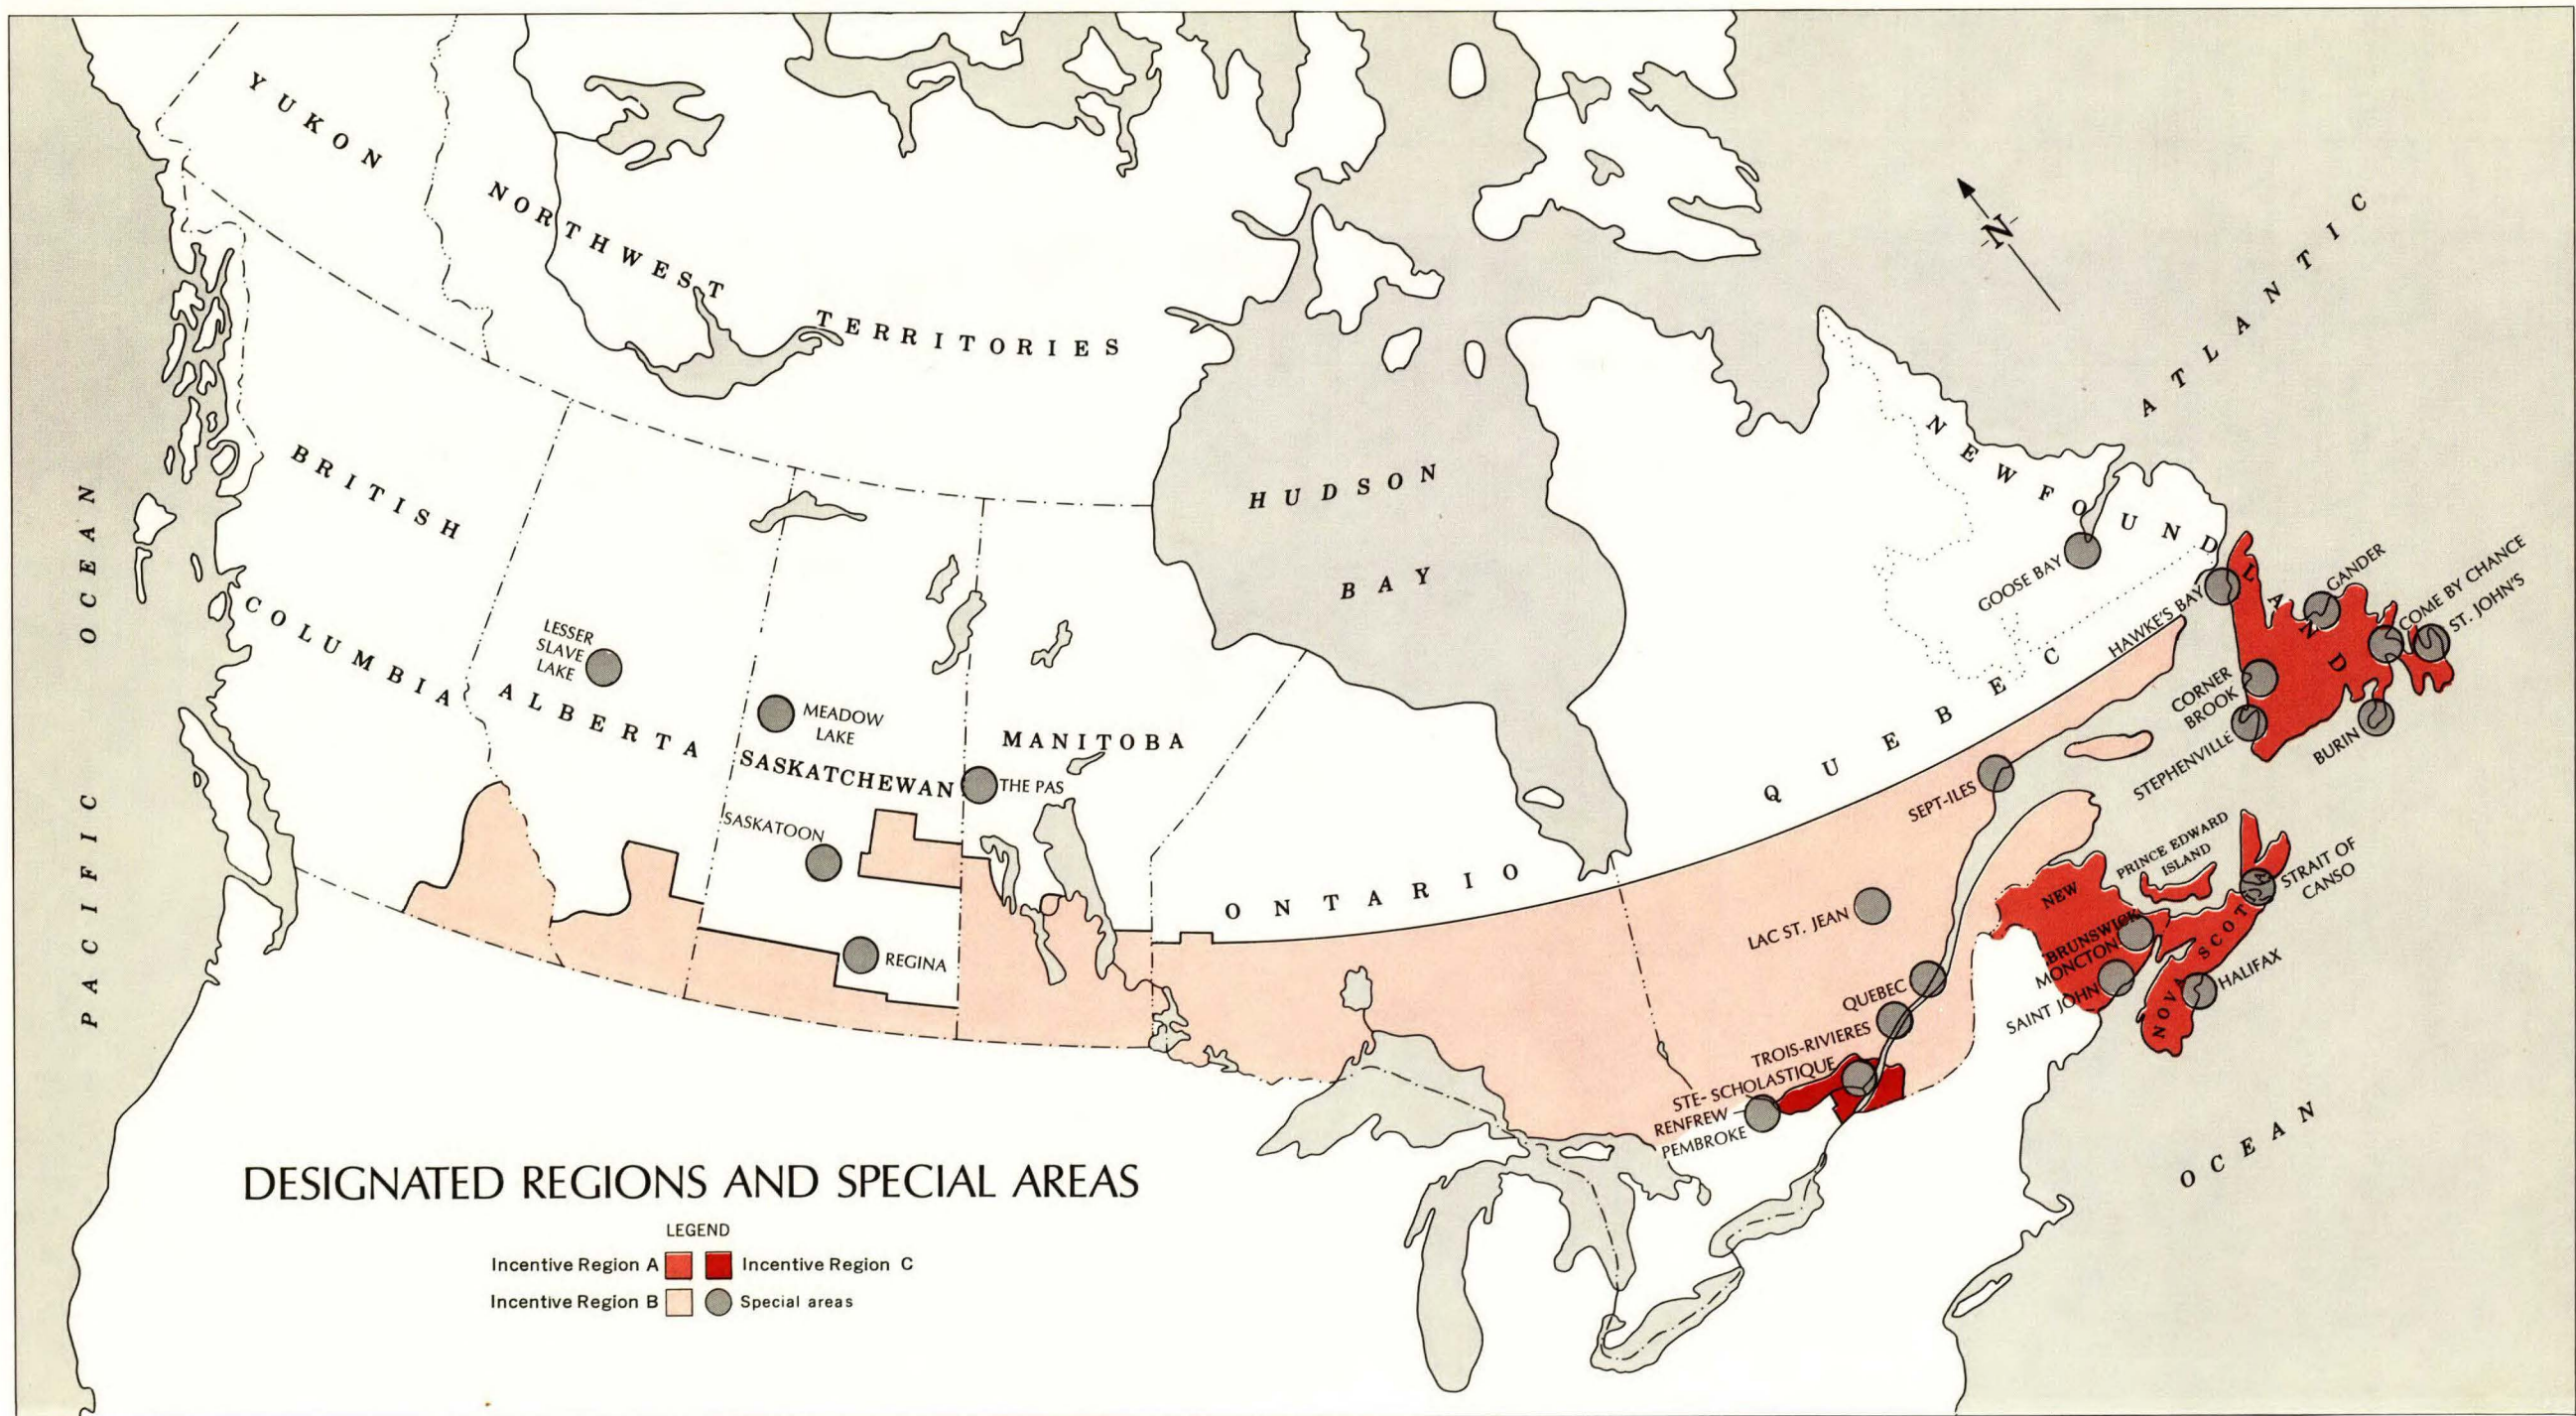 YUKON
NORTHWEST
TERRITORIES
ATLANTIC
N
NEWFOUNDLAND
HUDSON
BAY
BRITISH
COLUMBIA
PACIFIC OCEAN
GOOSE BAY
HAWKE'S BAY
GANDER
COME BY CHANCE
ST. JOHN'S
LESSER
SLAVE
LAKE
ALBERTA
MEADOW
LAKE
SASKATCHEWAN
MANITOBA
THE PAS
SASKATOON
REGINA
ONTARIO
QUEBEC
CORNER
BROOK
STEPHENVILLE
BURIN
SEPT-ILES
PRINCE EDWARD
ISLAND
STRAIT OF
CANSO
NEW
BRUNSWICK
MONCTON
SAINT JOHN
NOVA SCOTIA
HALIFAX
LAC ST. JEAN
QUEBEC
TROIS-RIVIERES
STE- SCHOLASTIQUE
RENFREW
PEMBROKE
OCEAN
DESIGNATED REGIONS AND SPECIAL AREAS
LEGEND
Incentive Region A
Incentive Region C
Incentive Region B
Special areas